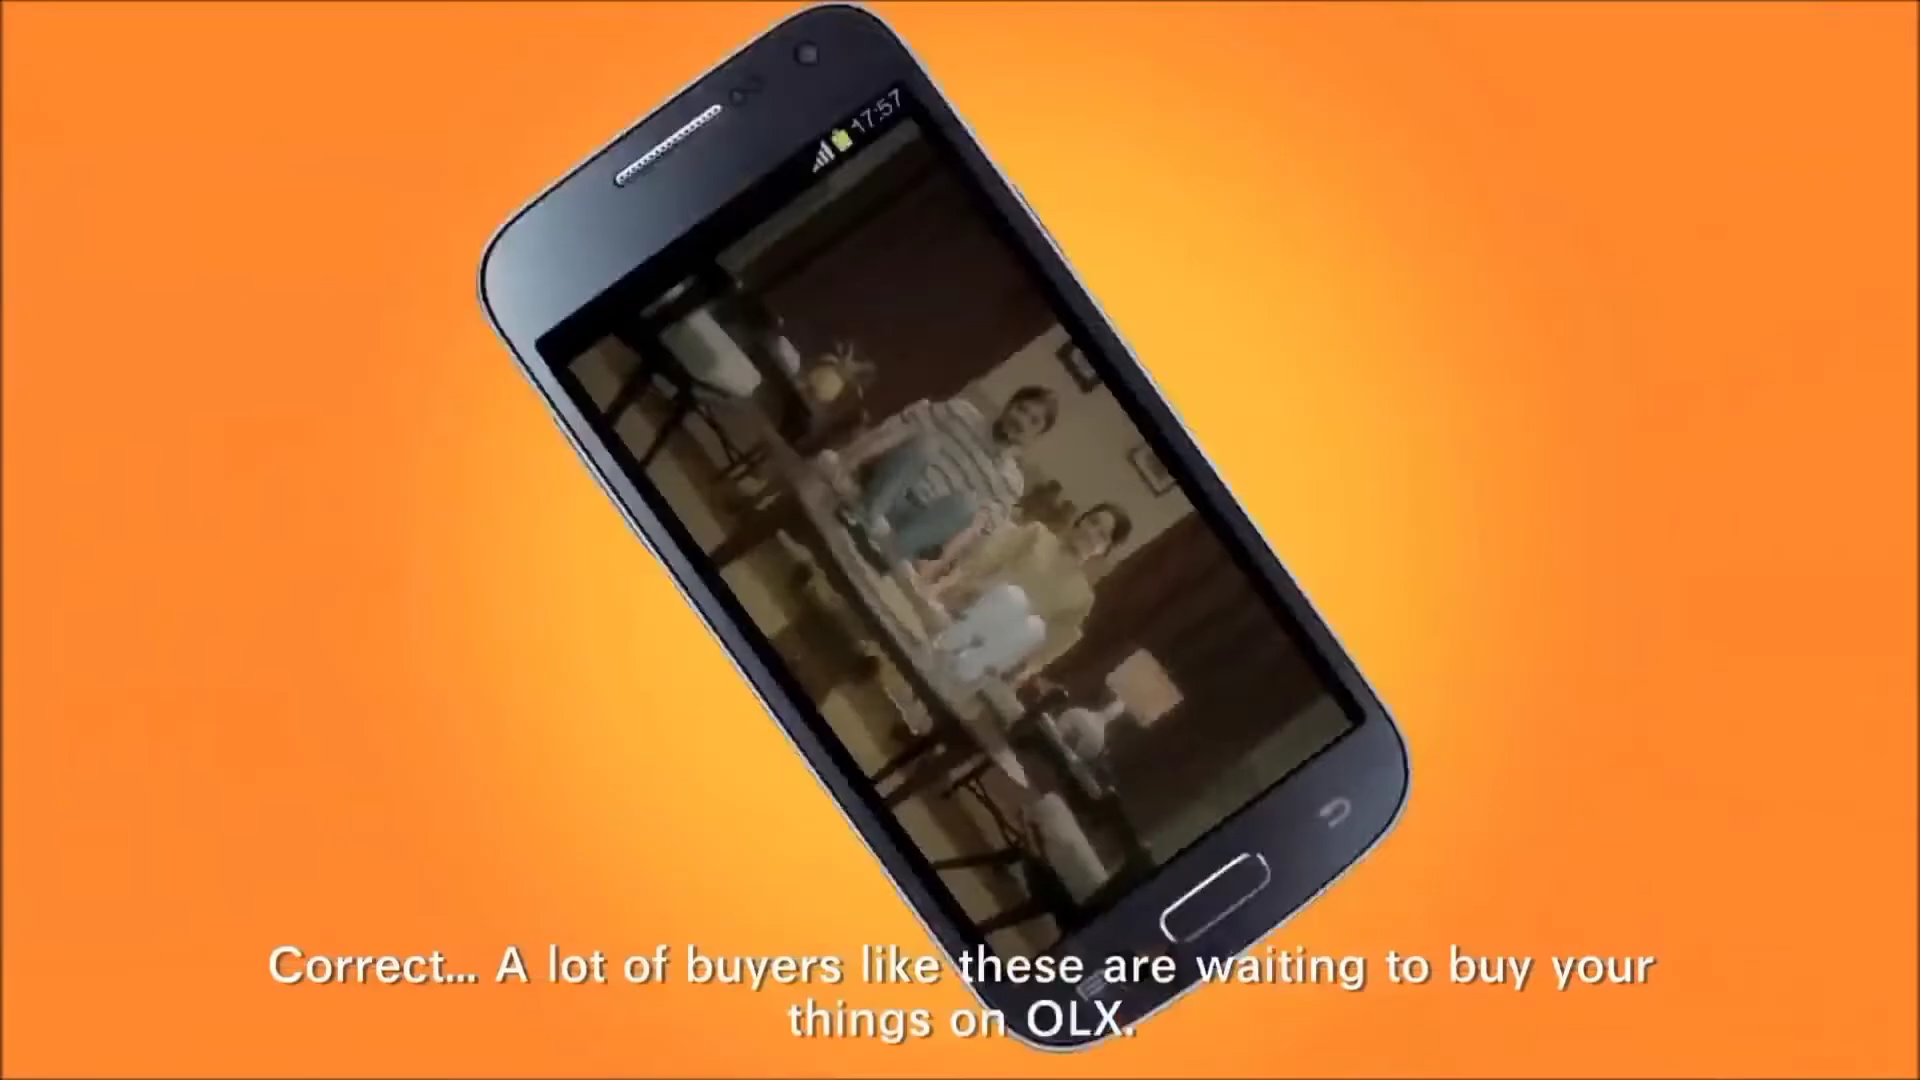 17:57
Correct... A lot of buyers like these are waiting to buy your
things on OLX.